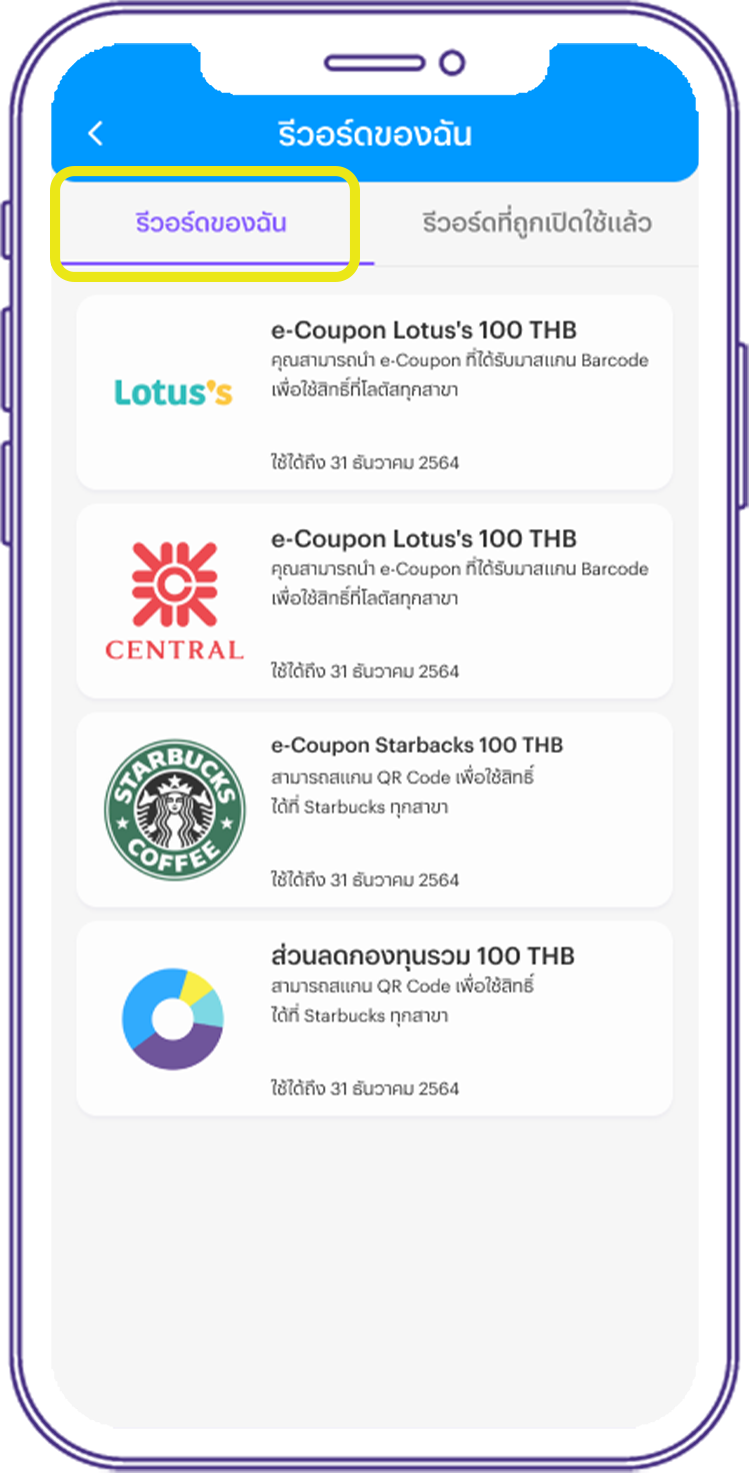 รีวอร์ดของฉัน
รีวอร์ดของฉัน
รีวอร์ดที่ถูกเปิดใช้แล้ว
Lotus's
e-Coupon Lotus's 100 THB
คุณสามารถนำ e-Coupon ที่ได้รับมาสแกน Barcode
เพื่อใช้สิทธิ์ที่โลตัสทุกสาขา
ใช้ได้ถึง 31 ธันวาคม 2564
CENTRAL
e-Coupon Lotus's 100 THB
คุณสามารถนำ e-Coupon ที่ได้รับมาสแกน Barcode
เพื่อใช้สิทธิ์ที่โลตัสทุกสาขา
ใช้ได้ถึง 31 ธันวาคม 2564
STARBUCKS
COFFEE
e-Coupon Starbacks 100 THB
สามารถสแกน QR Code เพื่อใช้สิทธิ์
ได้ที่ Starbucks ทุกสาขา
ใช้ได้ถึง 31 ธันวาคม 2564
ส่วนลดกองทุนรวม 100 THB
สามารถสแกน QR Code เพื่อใช้สิทธิ์
ได้ที่ Starbucks ทุกสาขา
ใช้ได้ถึง 31 ธันวาคม 2564